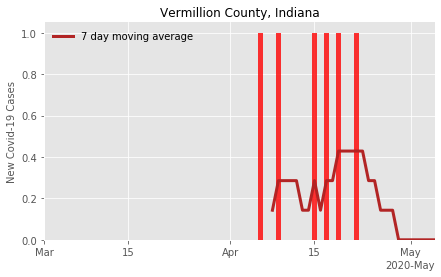 Vermillion County, Indiana
7 day moving average
New Covid-19 Cases
1.0
0.8
0.6
0.4
0.2
0.0
Mar
15
Apr
15
May
2020-May